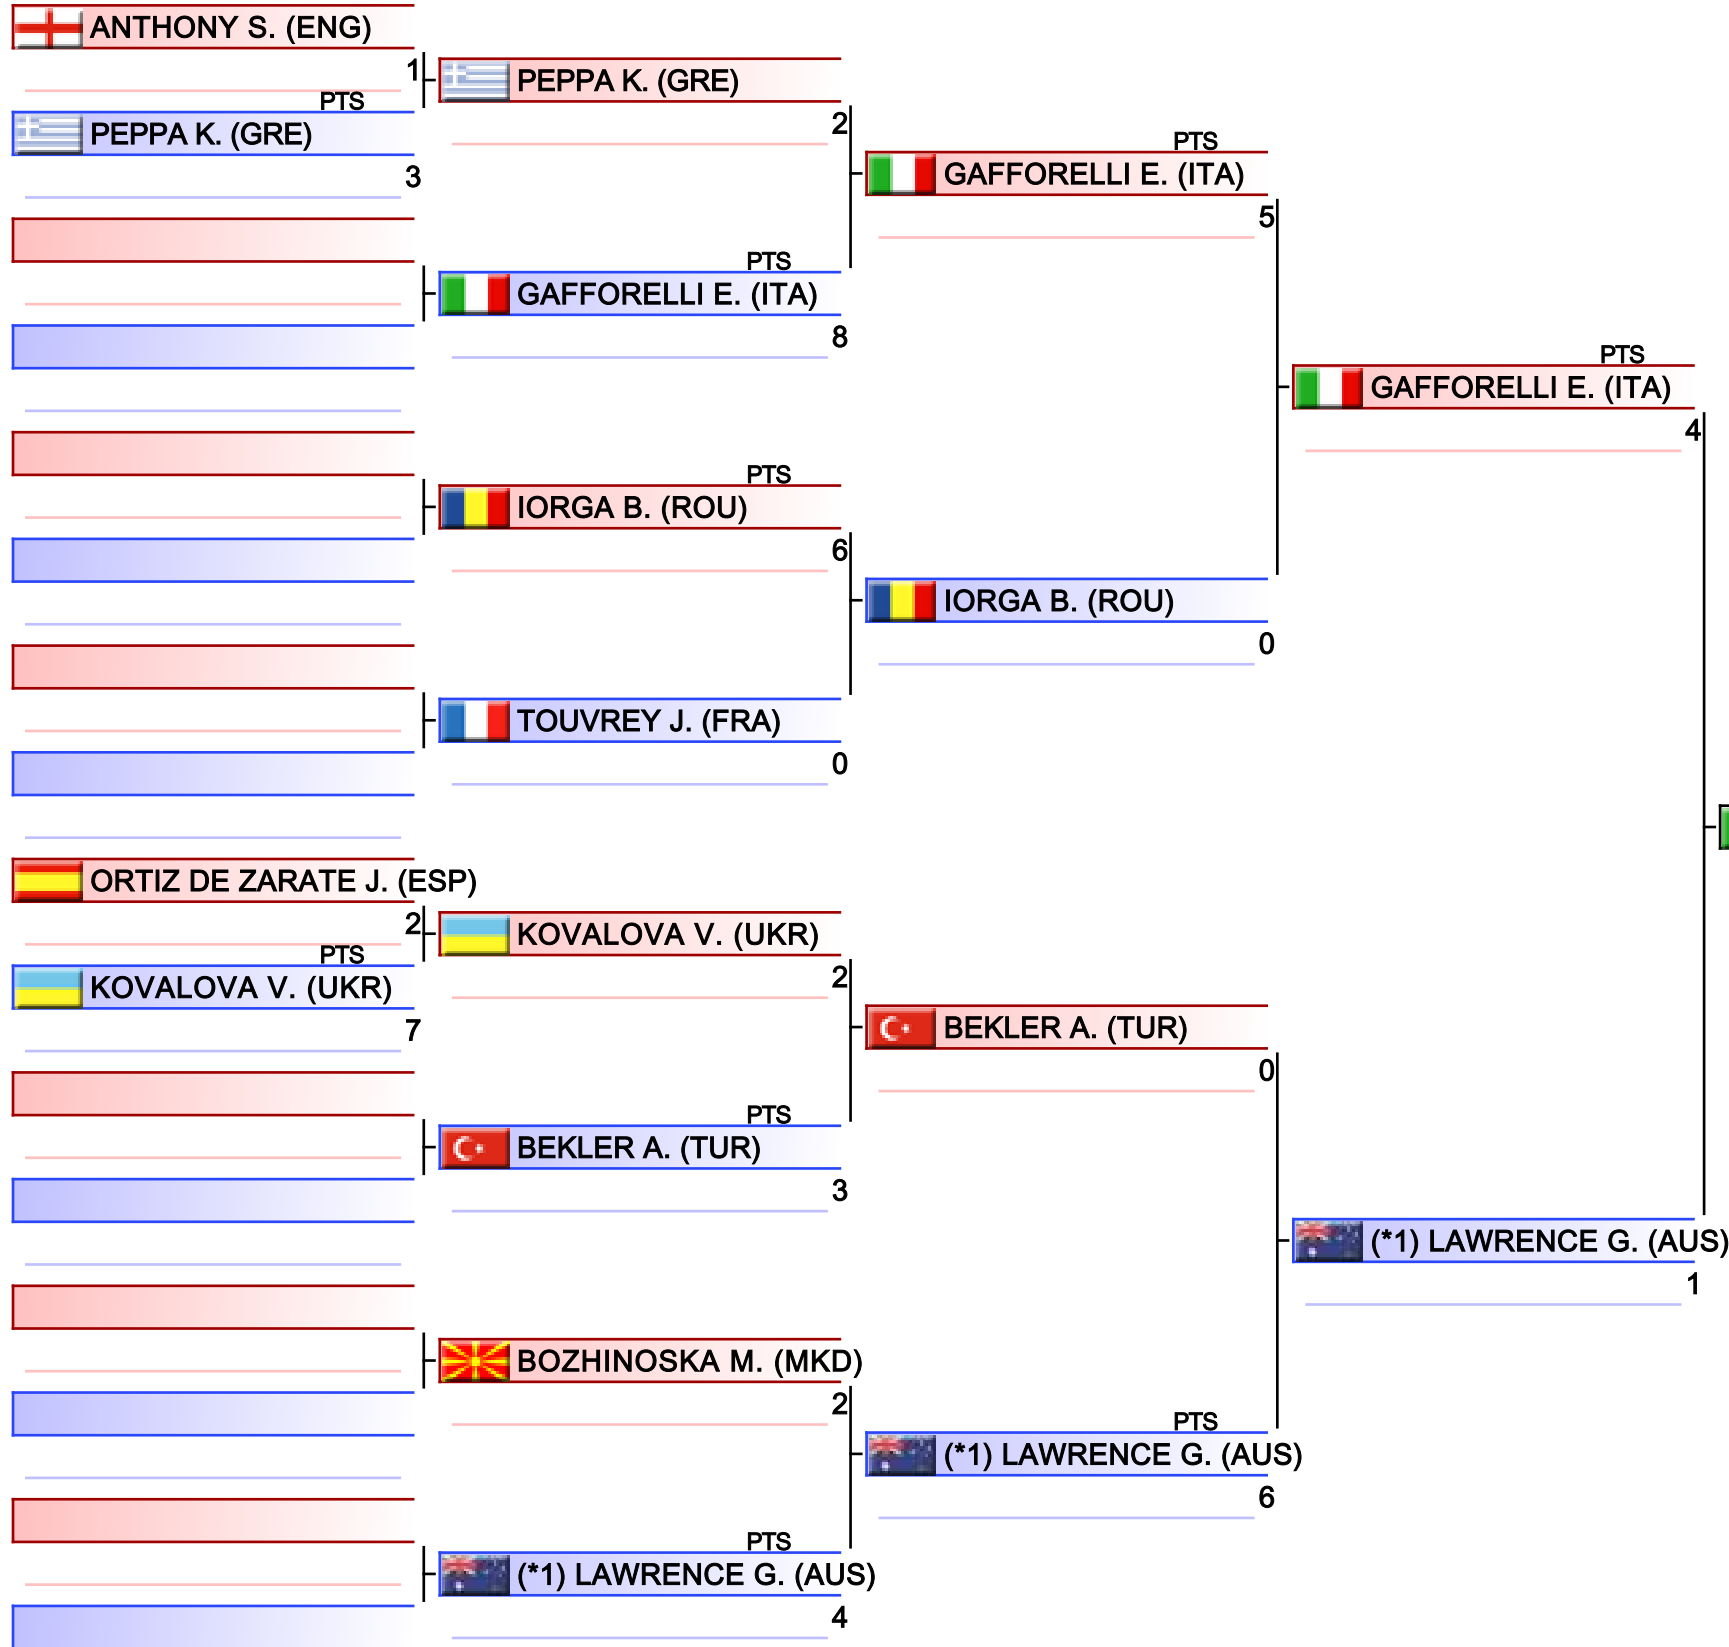 ANTHONY S. (ENG)
1
PTS
PEPPA K. (GRE)
3
ORTIZ DE ZARATE J. (ESP)
2
PTS
KOVALOVA V. (UKR)
7
PEPPA K. (GRE)
2
PTS
GAFFORELLI E. (ITA)
8
PTS
IORGA B. (ROU)
6
TOUVREY J. (FRA)
0
KOVALOVA V. (UKR)
2
PTS
BEKLER A. (TUR)
3
BOZHINOSKA M. (MKD)
2
PTS
(*1) LAWRENCE G. (AUS)
4
PTS
GAFFORELLI E. (ITA)
5
IORGA B. (ROU)
0
BEKLER A. (TUR)
0
PTS
(*1) LAWRENCE G. (AUS)
6
PTS
GAFFORELLI E. (ITA)
4
(*1) LAWRENCE G. (AUS)
1